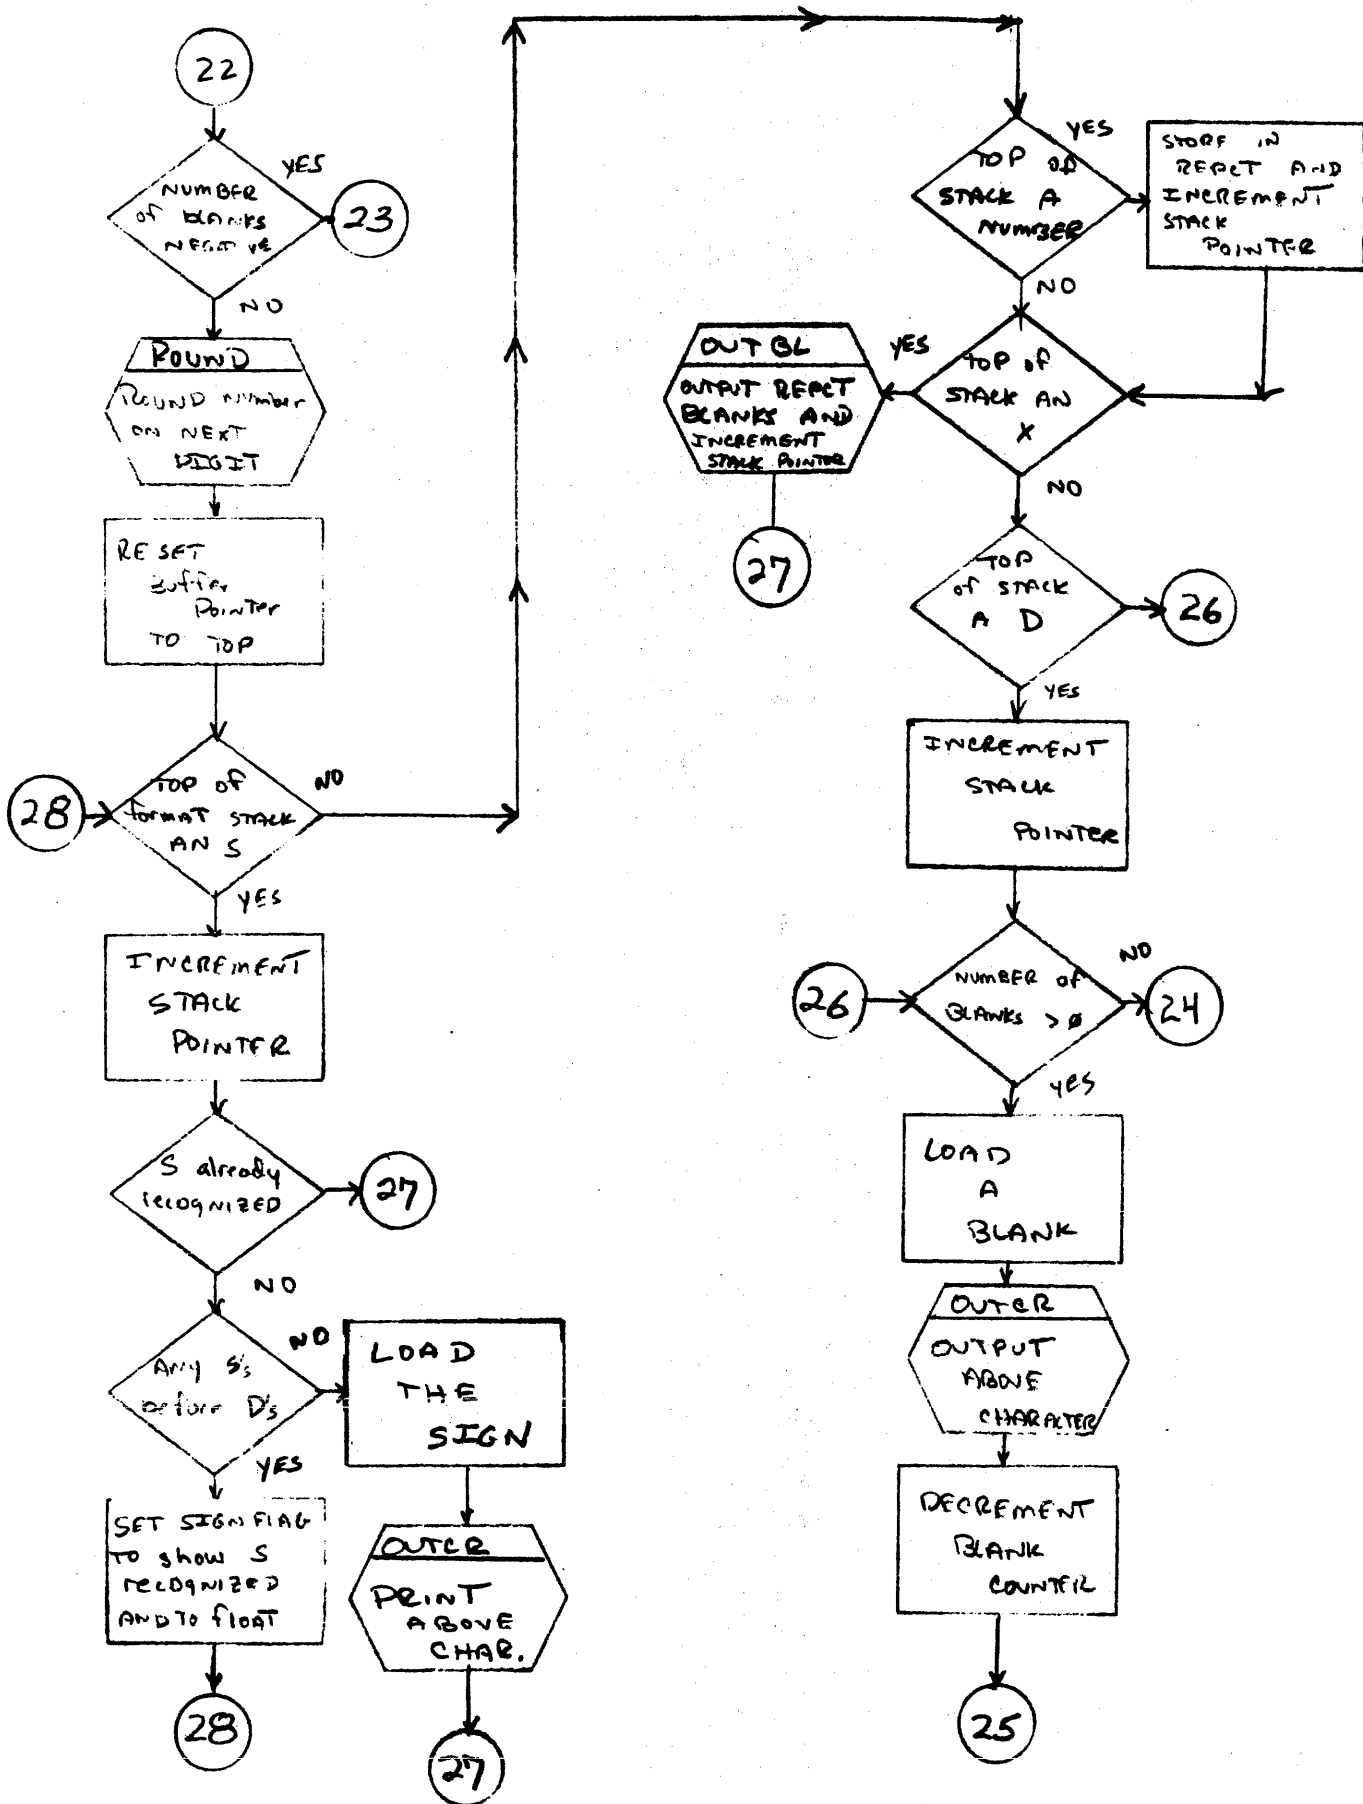 22
YES
NUMBER
of BLANKS
NEGATIVE
23
NO
ROUND
ROUND Number
ON NEXT
DIGIT
RESET
Buffer
POINTER
TO TOP
28
TOP OF
format STACK
AN S
NO
YES
INCREMENT
STACK
POINTER
S already
recognized
27
NO
Any S's
before D's
NO
YES
LOAD
THE
SIGN
SET SIGN FLAG
TO show S
recognized
AND TO float
28
OUTCR
PRINT
ABOVE
CHAR.
27
TOP of
STACK A
NUMBER
YES
STORE IN
REPCT AND
INCREMENT
STACK
POINTER
NO
OUTBL
OUTPUT REPCT
BLANKS AND
INCREMENT
STACK POINTER
27
YES
TOP of
STACK AN
X
NO
TOP
of STACK
A D
26
YES
INCREMENT
STACK
POINTER
26
NUMBER of
BLANKS > 0
NO
24
YES
LOAD
A
BLANK
OUTCR
OUTPUT
ABOVE
CHARACTER
DECREMENT
BLANK
COUNTER
25